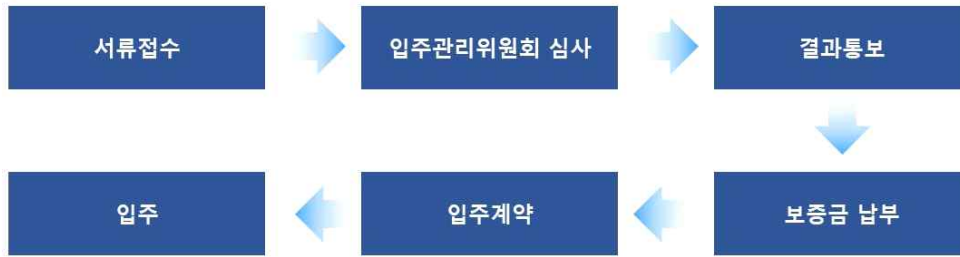 서류접수
입주관리위원회 심사
결과통보
보증금 납부
입주계약
입주